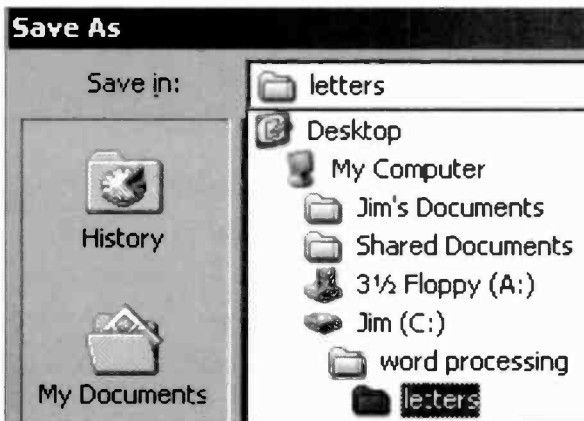 Save As
Save in:
letters
Desktop
My Computer
Jim's Documents
Shared Documents
3½ Floppy (A:)
Jim (C:)
word processing
letters
History
My Documents